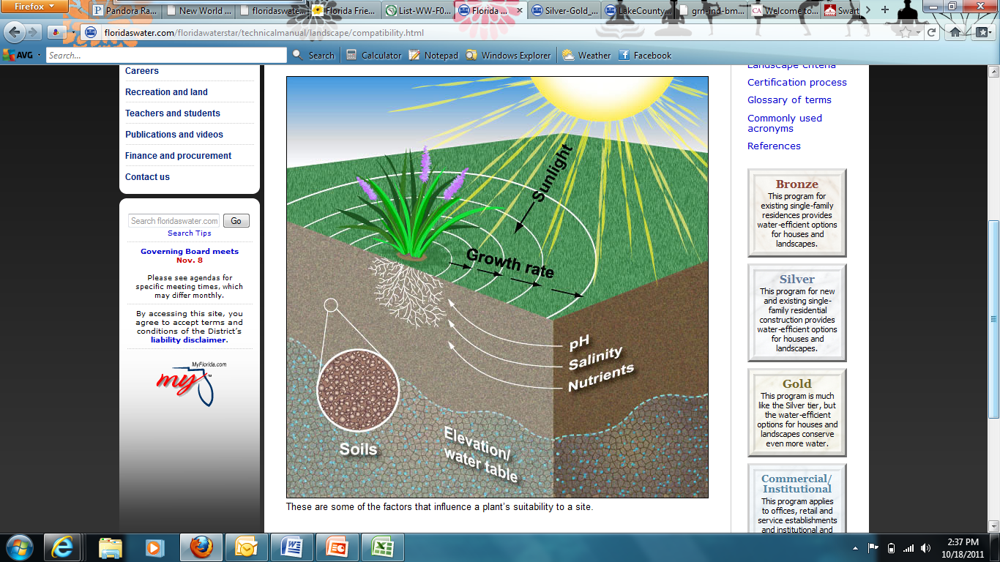 Firefox
Pandora Ra...
New World ...
floridaswate...
Florida Frie...
List-WW-F0...
Florida ...
Silver-Gold_...
LakeCounty...
grn-ind-bm...
Welcome to...
Swart
floridaswater.com/floridawaterstar/technicalmanual/landscape/compatibility.html
AVG
Search...
Search
Calculator
Notepad
Windows Explorer
Weather
Facebook
Careers
Recreation and land
Teachers and students
Publications and videos
Finance and procurement
Contact us
Search floridaswater.com
Go
Search Tips
Governing Board meets
Nov. 8
Please see agendas for
specific meeting times, which
may differ monthly.
By accessing this site, you
agree to accept terms and
conditions of the District's
liability disclaimer.
MyFlorida.com
my
Sunlight
Growth rate
pH
Salinity
Nutrients
Soils
Elevation/
water table
These are some of the factors that influence a plant's suitability to a site.
Landscape criteria
Certification process
Glossary of terms
Commonly used
acronyms
References
Bronze
This program for
existing single-family
residences provides
water-efficient options
for houses and
landscapes.
Silver
This program for new
and existing single-
family residential
construction provides
water-efficient options
for houses and
landscapes.
Gold
This program is much
like the Silver tier, but
the water-efficient
options for houses and
landscapes conserve
even more water.
Commercial/
Institutional
This program applies
to offices, retail and
service establishments
and institutional and
2:37 PM
10/18/2011